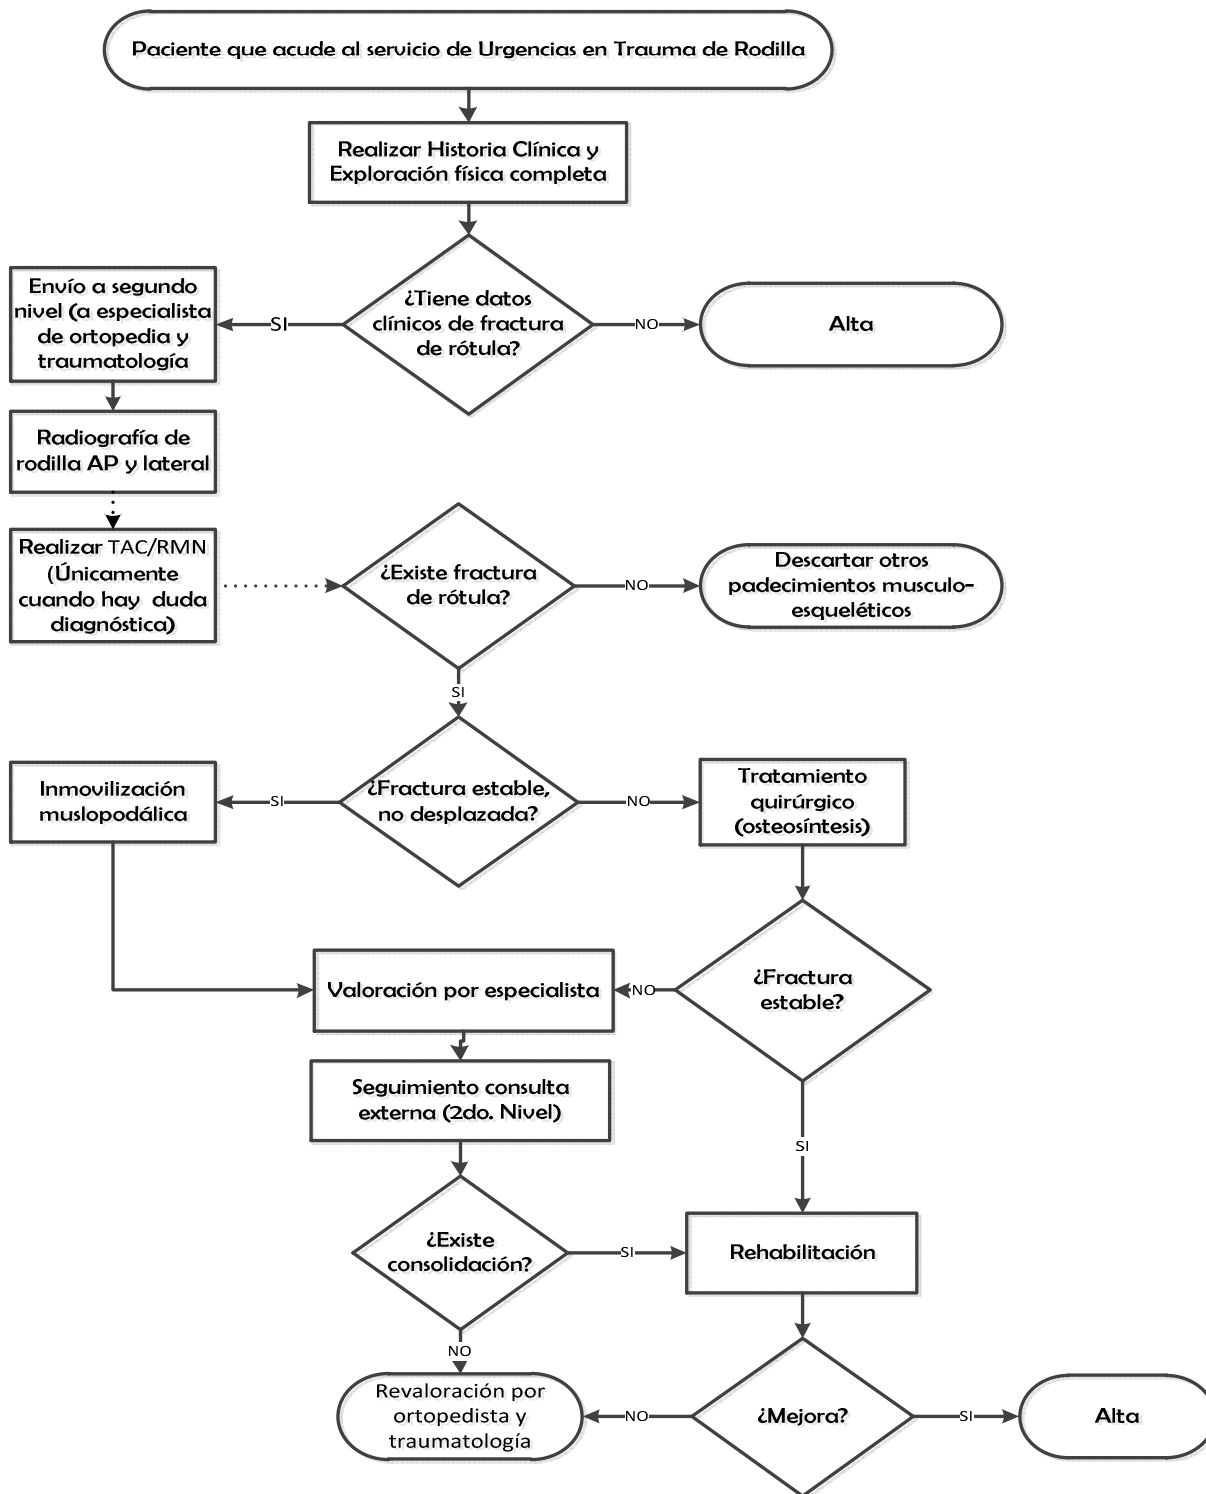 Paciente que acude al servicio de Urgencias en Trauma de Rodilla
Realizar Historia Clínica y
Exploración física completa
Envío a segundo
nivel (a especialista
de ortopedia y
traumatología
SI
¿Tiene datos
clínicos de fractura
de rótula?
NO
Alta
Radiografía de
rodilla AP y lateral
Realizar TAC/RMN
(Únicamente
cuando hay duda
diagnóstica)
¿Existe fractura
de rótula?
NO
Descartar otros
padecimientos musculo-
esqueléticos
SI
Inmovilización
muslopodálica
SI
¿Fractura estable,
no desplazada?
NO
Tratamiento
quirúrgico
(osteosíntesis)
Valoración por especialista
NO
¿Fractura
estable?
Seguimiento consulta
externa (2do. Nivel)
SI
¿Existe
consolidación?
SI
Rehabilitación
NO
Revaloración por
ortopedista y
traumatología
NO
¿Mejora?
SI
Alta